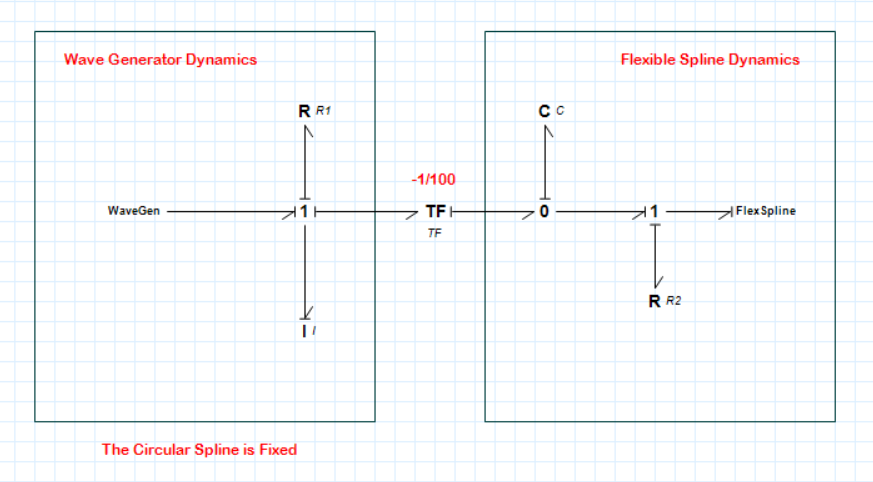 Wave Generator Dynamics
Flexible Spline Dynamics
R R1
C C
-1/100
WaveGen 1 TF 0 1 FlexSpline
TF
R R2
I I
The Circular Spline is Fixed